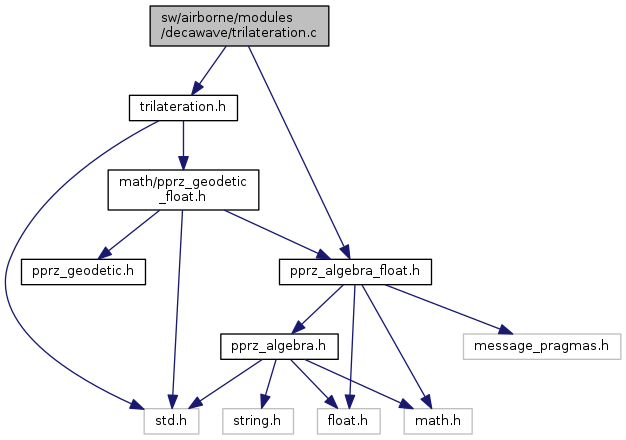 sw/airborne/modules
/decawave/trilateration.c
trilateration.h
math/pprz_geodetic
_float.h
pprz_geodetic.h
pprz_algebra_float.h
pprz_algebra.h
message_pragmas.h
std.h
string.h
float.h
math.h